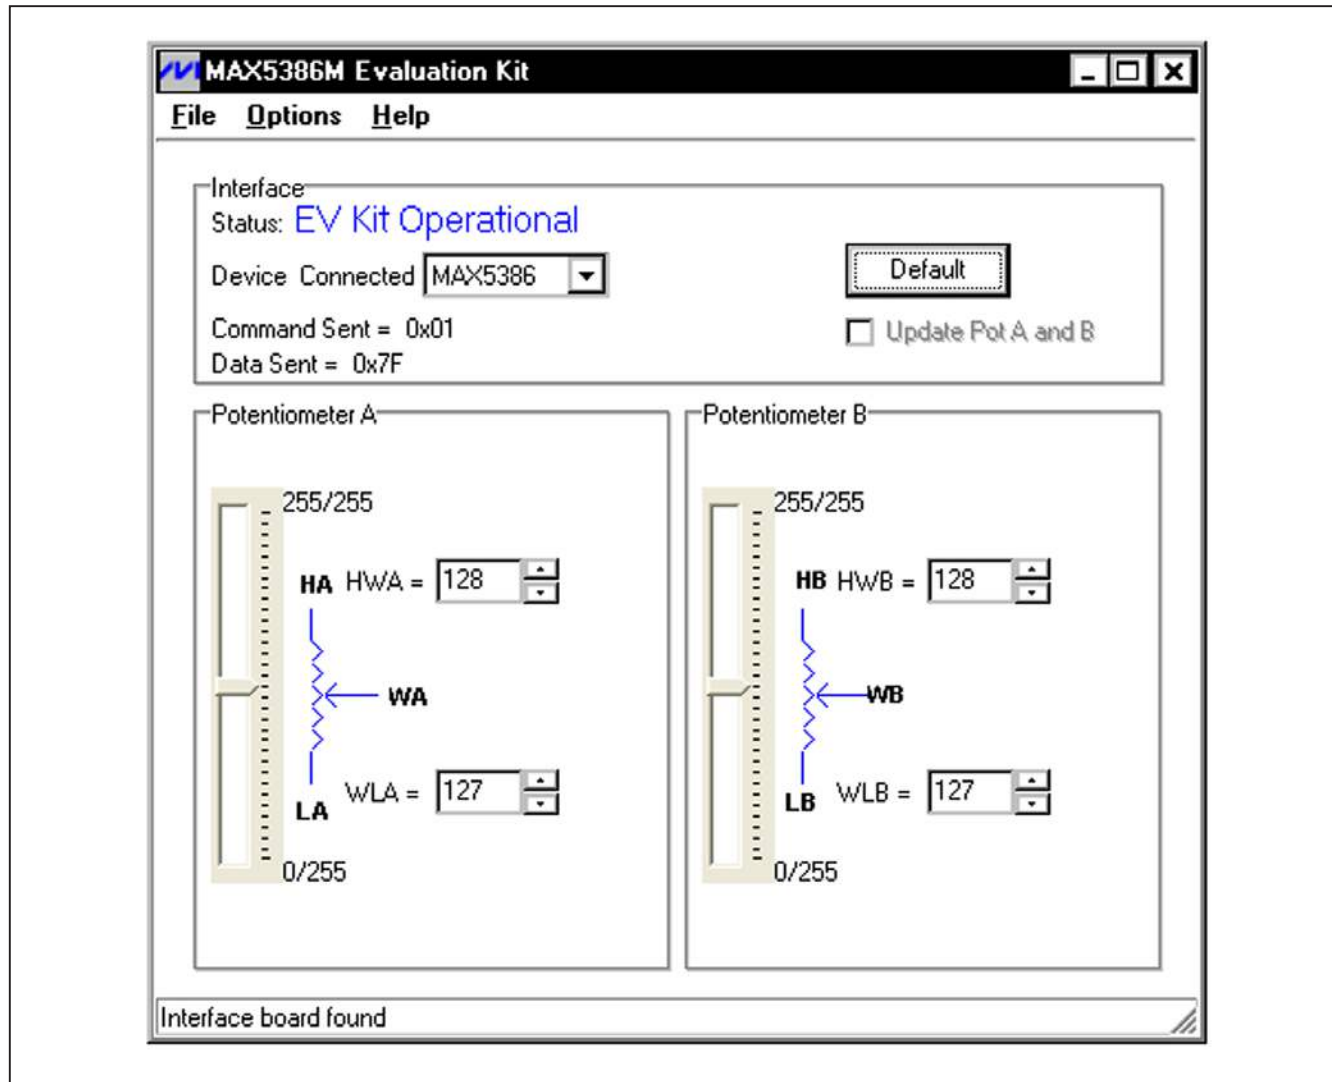 MAX5386M Evaluation Kit
File Options Help
Interface
Status: EV Kit Operational
Device Connected MAX5386
Default
Command Sent = 0x01
Update Pot A and B
Data Sent = 0x7F
Potentiometer A
255/255
HA HWA = 128
WA
WLA = 127
LA
0/255
Potentiometer B
255/255
HB HWB = 128
WB
LB WLB = 127
0/255
Interface board found